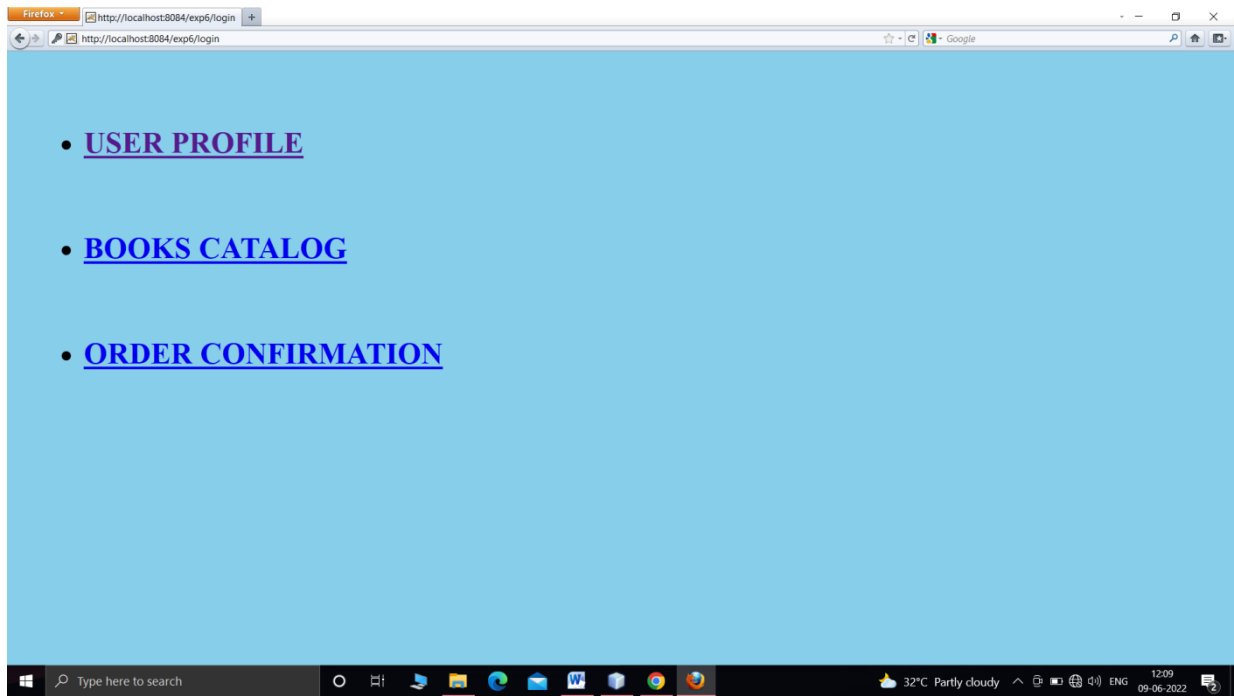 Firefox
http://localhost:8084/exp6/login
http://localhost:8084/exp6/login
Google
USER PROFILE
BOOKS CATALOG
ORDER CONFIRMATION
Type here to search
32°C Partly cloudy
ENG
12:09
09-06-2022
2